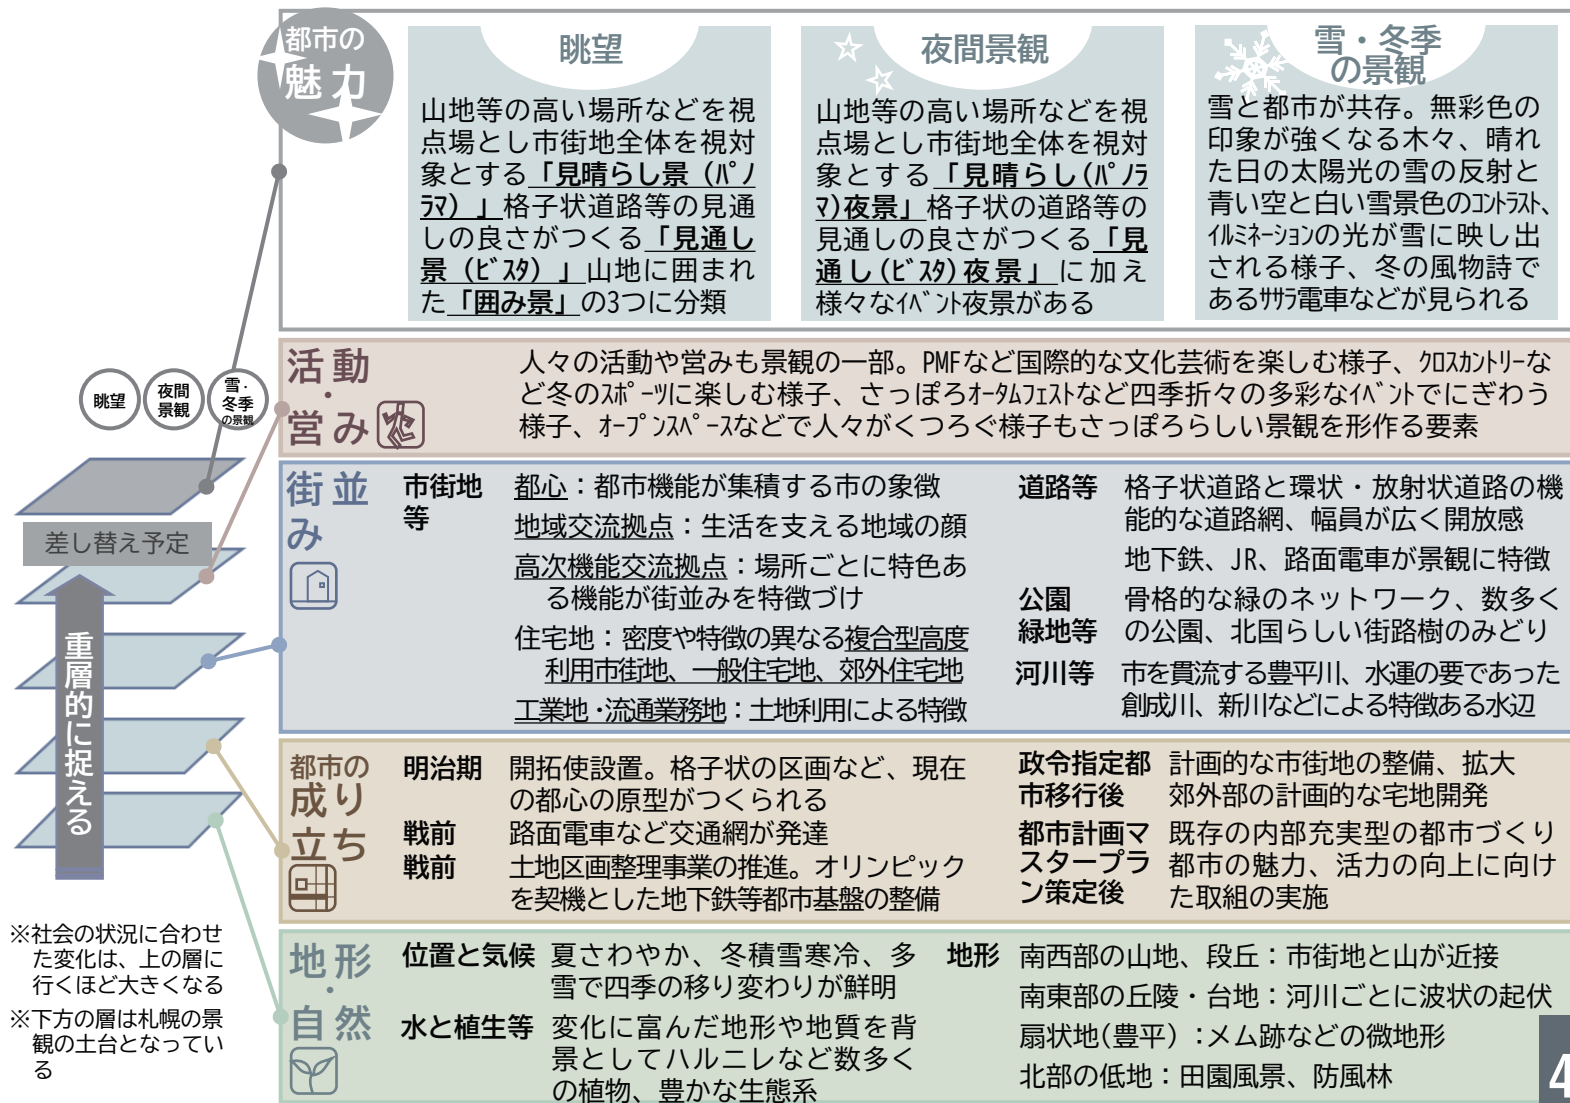 都市の
魅力
眺望
山地等の高い場所などを視
点場とし市街地全体を視対
象とする「見晴らし景（ﾊﾟﾉ
ﾗﾏ）」格子状道路等の見通
しの良さがつくる「見通し
景（ﾋﾞｽﾀ）」山地に囲まれ
た「囲み景」の3つに分類
夜間景観
山地等の高い場所などを視
点場とし市街地全体を視対
象とする「見晴らし(ﾊﾟﾉﾗ
ﾏ)夜景」格子状の道路等の
見通しの良さがつくる「見
通し(ﾋﾞｽﾀ)夜景」に加え
様々なｲﾍﾞﾝﾄ夜景がある
雪・冬季
の景観
雪と都市が共存。無彩色の
印象が強くなる木々、晴れ
た日の太陽光の雪の反射と
青い空と白い雪景色のｺﾝﾄﾗｽﾄ、
ｲﾙﾐﾈｰｼｮﾝの光が雪に映し出
される様子、冬の風物詩で
あるｻｻﾗ電車などが見られる
活動
・
営み
人々の活動や営みも景観の一部。PMFなど国際的な文化芸術を楽しむ様子、ｸﾛｽｶﾝﾄﾘｰな
ど冬のｽﾎﾟｰﾂに楽しむ様子、さっぽろｵｰﾀﾑﾌｪｽﾄなど四季折々の多彩なｲﾍﾞﾝﾄでにぎわう
様子、ｵｰﾌﾟﾝｽﾍﾟｰｽなどで人々がくつろぐ様子もさっぽろらしい景観を形作る要素
眺望
夜間
景観
雪・
冬季
の景観
差し替え予定
重層的に捉える
街並
み
市街地
等
都心：都市機能が集積する市の象徴
地域交流拠点：生活を支える地域の顔
高次機能交流拠点：場所ごとに特色あ
る機能が街並みを特徴づけ
住宅地：密度や特徴の異なる複合型高度
利用市街地、一般住宅地、郊外住宅地
工業地・流通業務地：土地利用による特徴
道路等
格子状道路と環状・放射状道路の機
能的な道路網、幅員が広く開放感
地下鉄、JR、路面電車が景観に特徴
公園
緑地等
骨格的な緑のネットワーク、数多く
の公園、北国らしい街路樹のみどり
河川等
市を貫流する豊平川、水運の要であった
創成川、新川などによる特徴ある水辺
都市の
成り
立ち
明治期
開拓使設置。格子状の区画など、現在
の都心の原型がつくられる
戦前
路面電車など交通網が発達
戦前
土地区画整理事業の推進。オリンピック
を契機とした地下鉄等都市基盤の整備
政令指定都
市移行後
計画的な市街地の整備、拡大
郊外部の計画的な宅地開発
都市計画マ
スタープラ
ン策定後
既存の内部充実型の都市づくり
都市の魅力、活力の向上に向け
た取組の実施
地形
・
自然
位置と気候
夏さわやか、冬積雪寒冷、多
雪で四季の移り変わりが鮮明
水と植生等
変化に富んだ地形や地質を背
景としてハルニレなど数多く
の植物、豊かな生態系
地形
南西部の山地、段丘：市街地と山が近接
南東部の丘陵・台地：河川ごとに波状の起伏
扇状地(豊平）：メム跡などの微地形
北部の低地：田園風景、防風林
※社会の状況に合わせ
た変化は、上の層に
行くほど大きくなる
※下方の層は札幌の景
観の土台となってい
る
4